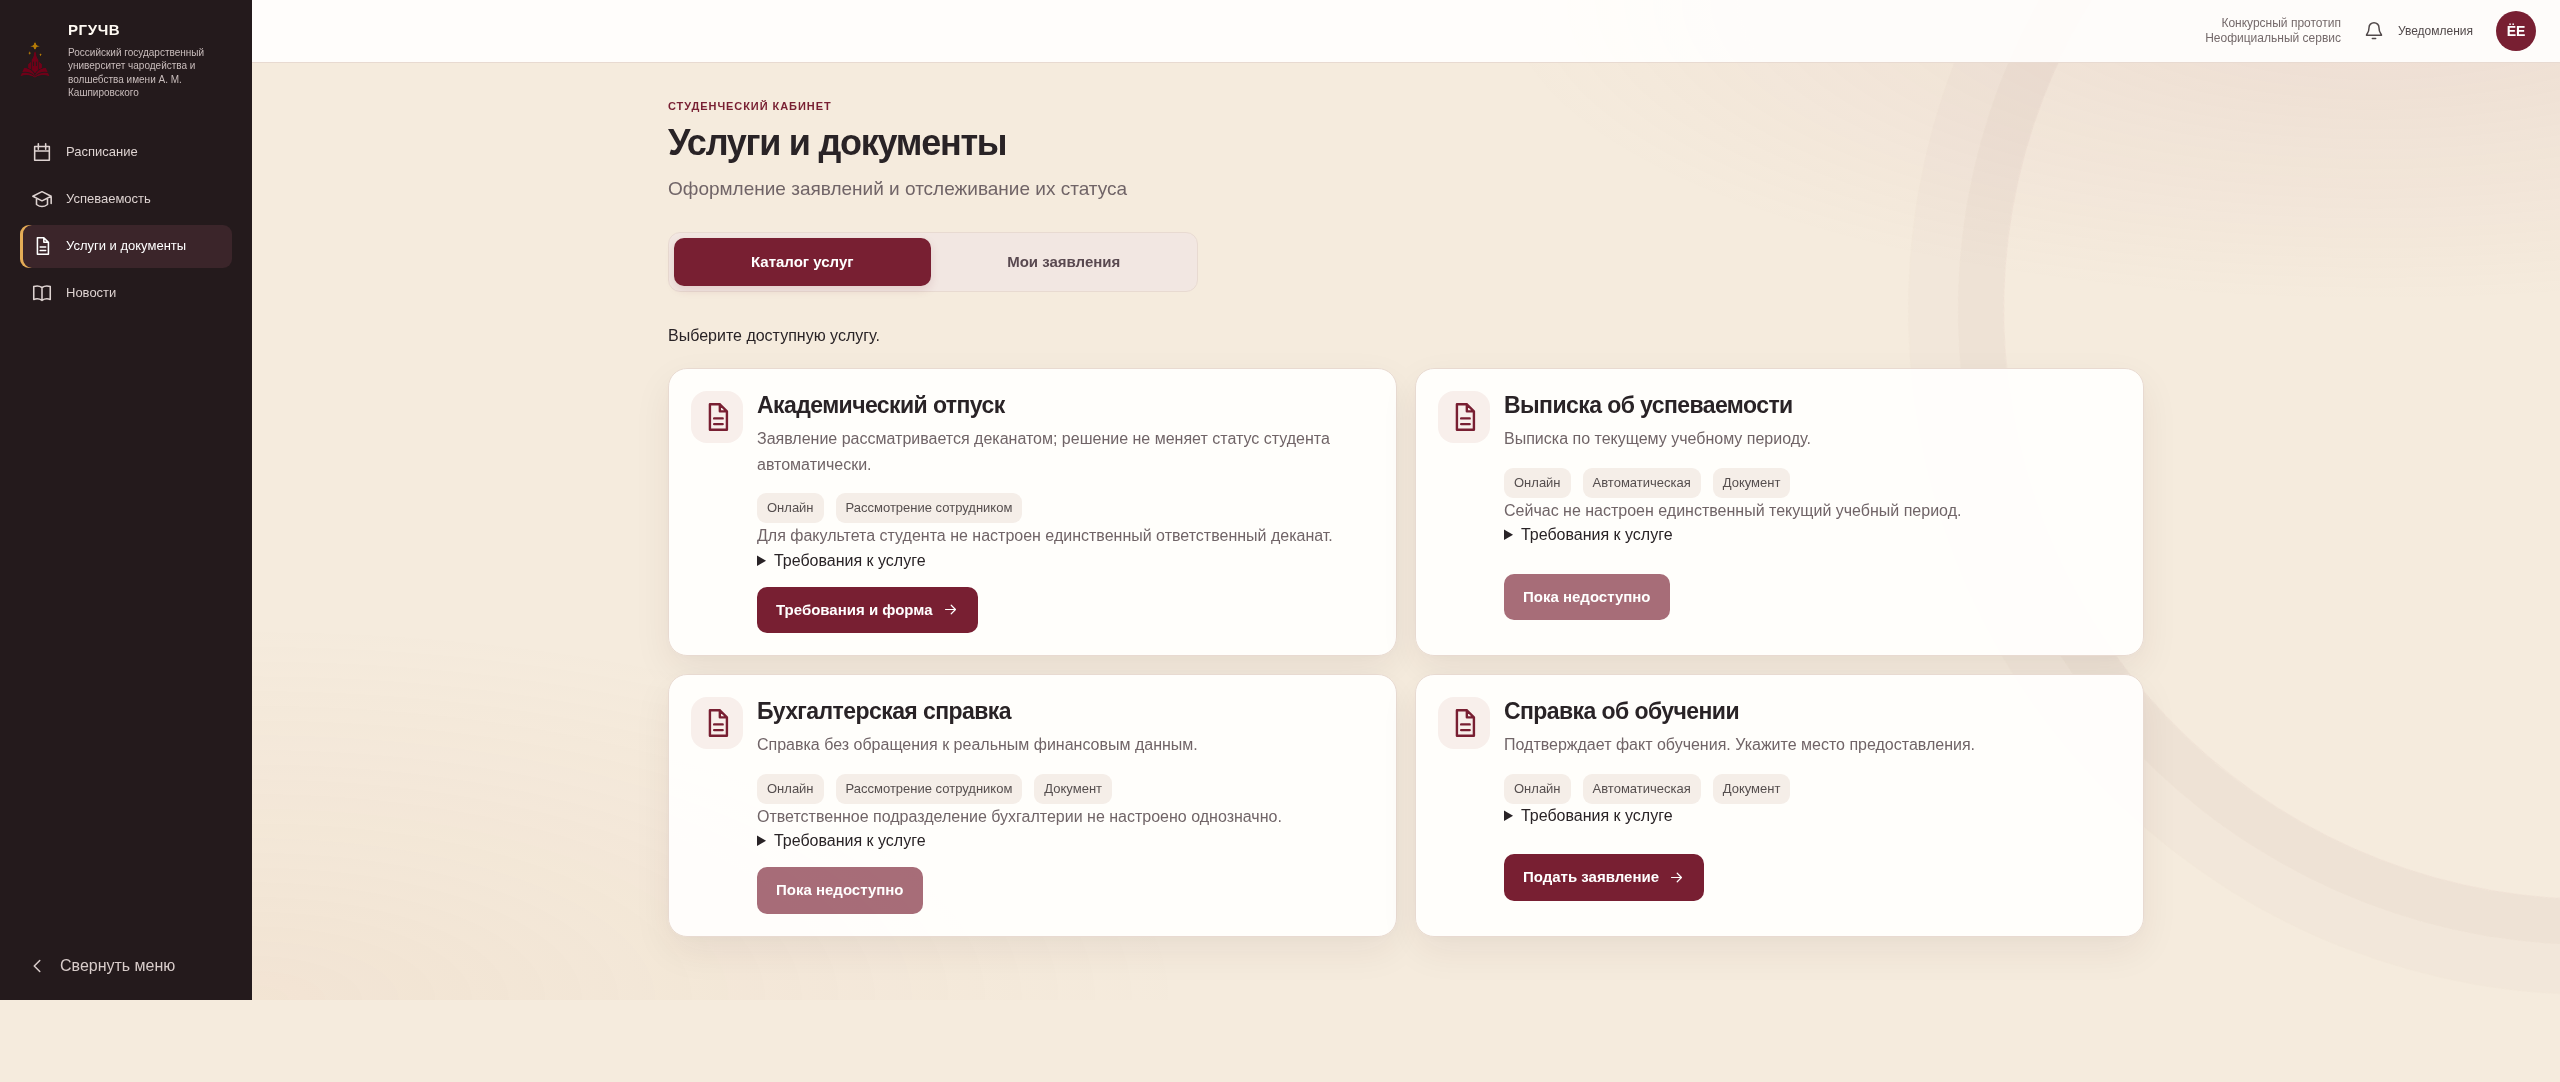 РГУЧВ
Российский государственный
университет чародейства и
волшебства имени А. М.
Кашпировского
Расписание
Успеваемость
Услуги и документы
Новости
Свернуть меню
Конкурсный прототип
Неофициальный сервис
Уведомления
ЁЕ
СТУДЕНЧЕСКИЙ КАБИНЕТ
Услуги и документы
Оформление заявлений и отслеживание их статуса
Каталог услуг
Мои заявления
Выберите доступную услугу.
Академический отпуск
Заявление рассматривается деканатом; решение не меняет статус студента
автоматически.
Онлайн
Рассмотрение сотрудником
Для факультета студента не настроен единственный ответственный деканат.
Требования к услуге
Требования и форма
Выписка об успеваемости
Выписка по текущему учебному периоду.
Онлайн
Автоматическая
Документ
Сейчас не настроен единственный текущий учебный период.
Требования к услуге
Пока недоступно
Бухгалтерская справка
Справка без обращения к реальным финансовым данным.
Онлайн
Рассмотрение сотрудником
Документ
Ответственное подразделение бухгалтерии не настроено однозначно.
Требования к услуге
Пока недоступно
Справка об обучении
Подтверждает факт обучения. Укажите место предоставления.
Онлайн
Автоматическая
Документ
Требования к услуге
Подать заявление